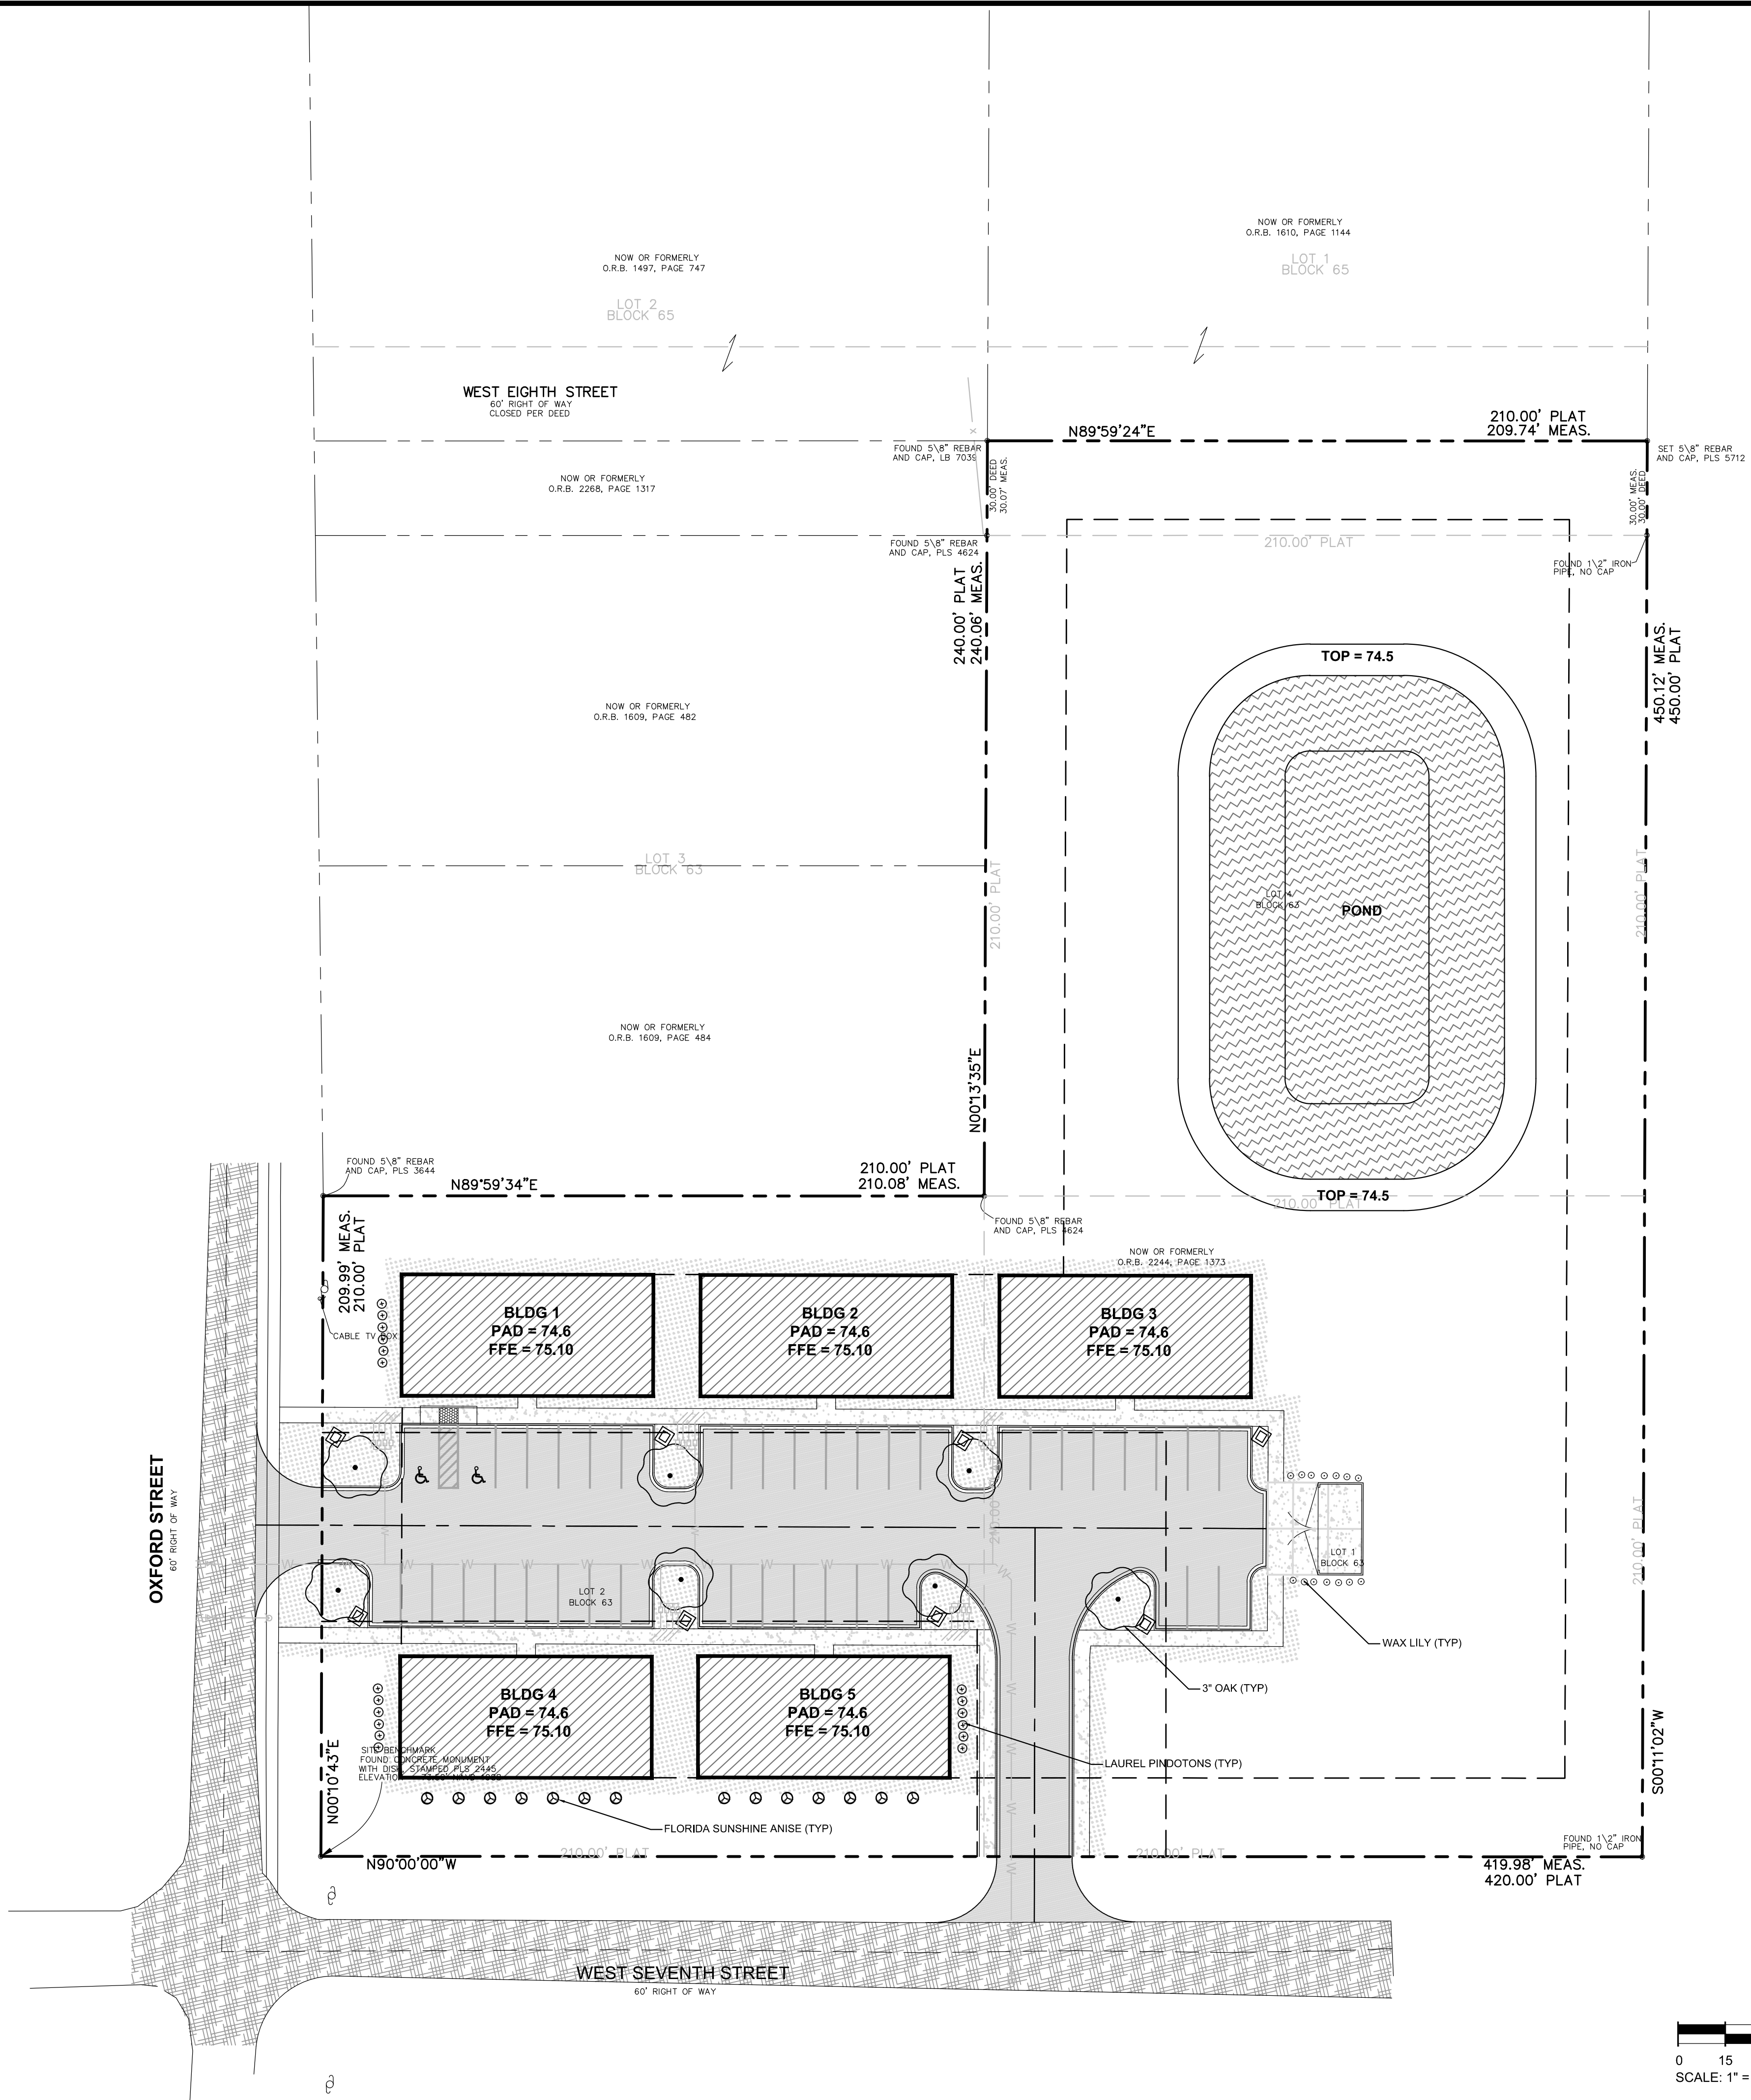 NOW OR FORMERLY
O.R.B. 1610, PAGE 1144
LOT 1
BLOCK 65
NOW OR FORMERLY
O.R.B. 1497, PAGE 747
LOT 2
BLOCK 65
WEST EIGHTH STREET
60' RIGHT OF WAY
CLOSED PER DEED
N89°59'24"E
210.00' PLAT
209.74' MEAS.
FOUND 5\8" REBAR
AND CAP, LB 7039
SET 5\8" REBAR
AND CAP, PLS 5712
30.00' DEED
30.07' MEAS.
30.00' MEAS.
30.00' DEED
NOW OR FORMERLY
O.R.B. 2268, PAGE 1317
FOUND 5\8" REBAR
AND CAP, PLS 4624
210.00' PLAT
FOUND 1\2" IRON
PIPE, NO CAP
240.00' PLAT
240.06' MEAS.
450.12' MEAS.
450.00' PLAT
TOP = 74.5
NOW OR FORMERLY
O.R.B. 1609, PAGE 482
LOT 3
BLOCK 63
210.00' PLAT
LOT 4
BLOCK 63
POND
210.00' PLAT
NOW OR FORMERLY
O.R.B. 1609, PAGE 484
N00°13'35"E
FOUND 5\8" REBAR
AND CAP, PLS 3644
N89°59'34"E
210.00' PLAT
210.08' MEAS.
TOP = 74.5
210.00' PLAT
FOUND 5\8" REBAR
AND CAP, PLS 4624
209.99' MEAS.
210.00' PLAT
NOW OR FORMERLY
O.R.B. 2244, PAGE 1373
CABLE TV BOX
BLDG 1
PAD = 74.6
FFE = 75.10
BLDG 2
PAD = 74.6
FFE = 75.10
BLDG 3
PAD = 74.6
FFE = 75.10
OXFORD STREET
60' RIGHT OF WAY
210.00
LOT 1
BLOCK 63
210.00' PLAT
W W W W W W W W
LOT 2
BLOCK 63
WAX LILY (TYP)
3" OAK (TYP)
BLDG 4
PAD = 74.6
FFE = 75.10
BLDG 5
PAD = 74.6
FFE = 75.10
LAUREL PINDOTONS (TYP)
SITE BENCHMARK
FOUND CONCRETE MONUMENT
WITH DISK, STAMPED PLS 2445
ELEVATION
N00°10'43"E
S00°11'02"W
FLORIDA SUNSHINE ANISE (TYP)
N90°00'00"W
210.00' PLAT
210.00' PLAT
FOUND 1\2" IRON
PIPE, NO CAP
419.98' MEAS.
420.00' PLAT
WEST SEVENTH STREET
60' RIGHT OF WAY
0 15
SCALE: 1" =